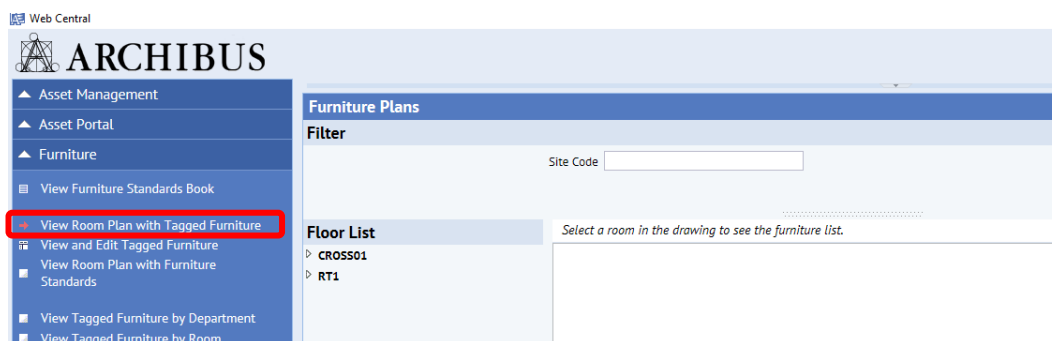 Web Central
ARCHIBUS
Asset Management
Asset Portal
Furniture
View Furniture Standards Book
View Room Plan with Tagged Furniture
View and Edit Tagged Furniture
View Room Plan with Furniture
Standards
View Tagged Furniture by Department
View Tagged Furniture by Room
Furniture Plans
Filter
Site Code
Floor List
CROSS01
RT1
Select a room in the drawing to see the furniture list.